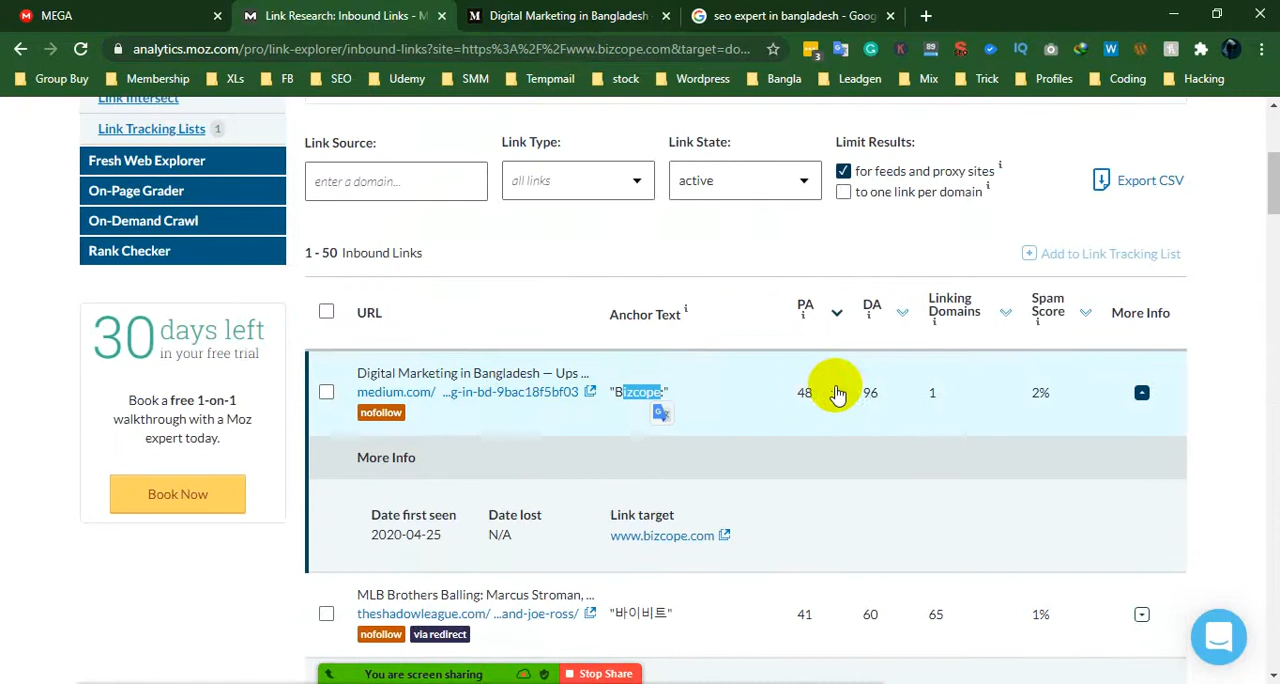 MEGA
Link Research: Inbound Links - M
Digital Marketing in Bangladesh
seo expert in bangladesh - Goog
analytics.moz.com/pro/link-explorer/inbound-links?site=https%3A%2F%2Fwww.bizcope.com&target=do...
Group Buy
Membership
XLs
FB
SEO
Udemy
SMM
Tempmail
stock
Wordpress
Bangla
Leadgen
Mix
Trick
Profiles
Coding
Hacking
Link Intersect
Link Tracking Lists 1
Fresh Web Explorer
On-Page Grader
On-Demand Crawl
Rank Checker
30 days left
in your free trial
Book a free 1-on-1
walkthrough with a Moz
expert today.
Book Now
Link Source:
enter a domain...
Link Type:
all links
Link State:
active
Limit Results:
for feeds and proxy sites
to one link per domain
Export CSV
1 - 50 Inbound Links
Add to Link Tracking List
URL
Anchor Text
PA
DA
Linking
Domains
Spam
Score
More Info
Digital Marketing in Bangladesh — Ups ...
medium.com/ ...g-in-bd-9bac18f5bf03
nofollow
"Bizcope:"
48
96
1
2%
More Info
Date first seen
2020-04-25
Date lost
N/A
Link target
www.bizcope.com
MLB Brothers Balling: Marcus Stroman, ...
theshadowleague.com/ ...and-joe-ross/
nofollow
via redirect
"바이비트"
41
60
65
1%
You are screen sharing
Stop Share